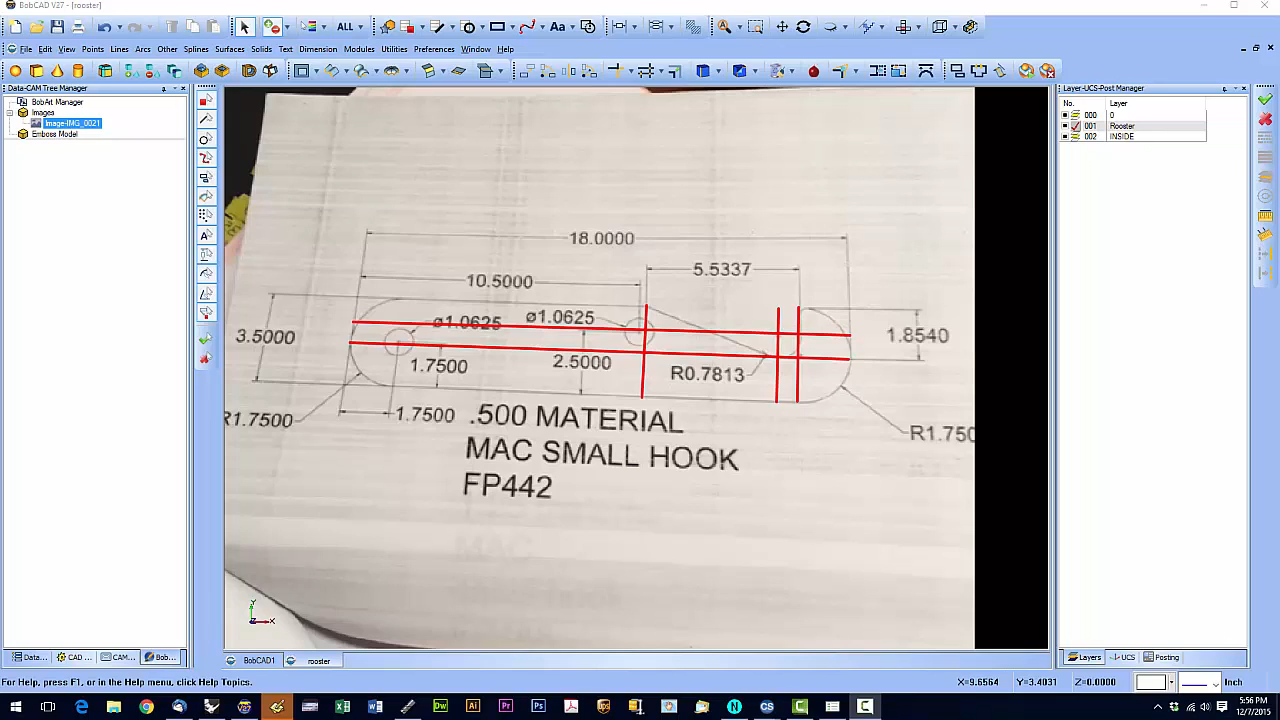 BobCAD V27 - [rooster]
ALL
Aa
File Edit View Points Lines Arcs Other Splines Surfaces Solids Text Dimension Modules Utilities Preferences Window Help
Data-CAM Tree Manager
BobArt Manager
Images
Image-IMG_0021
Emboss Model
Layer-UCS-Post Manager
No. Layer
000 0
001 Rooster
002 INSIDE
18.0000
5.5337
10.5000
ø1.0625
ø1.0625
3.5000
1.8540
1.7500
2.5000
R0.7813
R1.7500
1.7500
R1.750
.500 MATERIAL
MAC SMALL HOOK
FP442
Y
X
Data... CAD ... CAM... Bob...
BobCAD1 rooster
Layers UCS Posting
For Help, press F1, or in the Help menu, click Help Topics.
X=9.6564 Y=3.4031 Z=0.0000 Inch
5:56 PM
12/7/2015